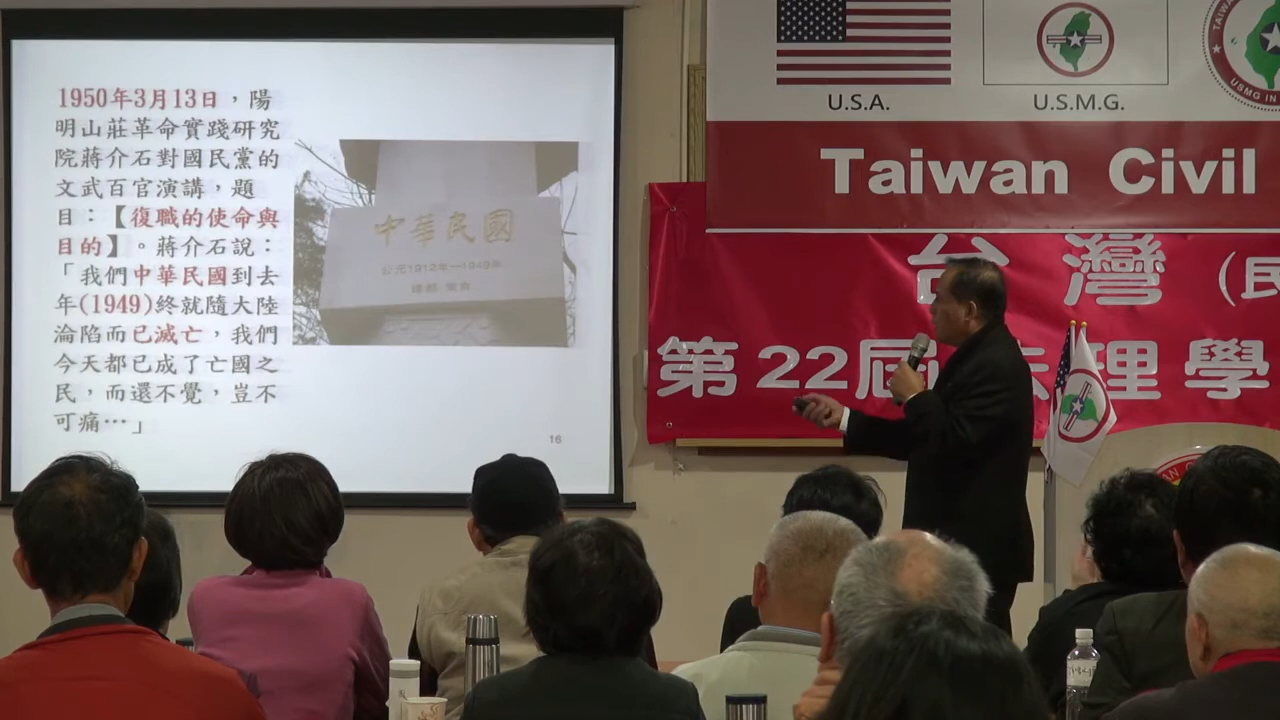 1950年3月13日，陽
明山莊革命實踐研究
院蔣介石對國民黨的
文武百官演講，題
目：【復職的使命與
目的】。蔣介石說：
「我們中華民國到去
年(1949)終就隨大陸
淪陷而已滅亡，我們
今天都已成了亡國之
民，而還不覺，豈不
可痛…」
中華民國
公元1912年—1949年
16
U.S.A.
U.S.M.G.
TAIWAN
USMG IN
Taiwan Civil
台灣(民
第22屆法理學